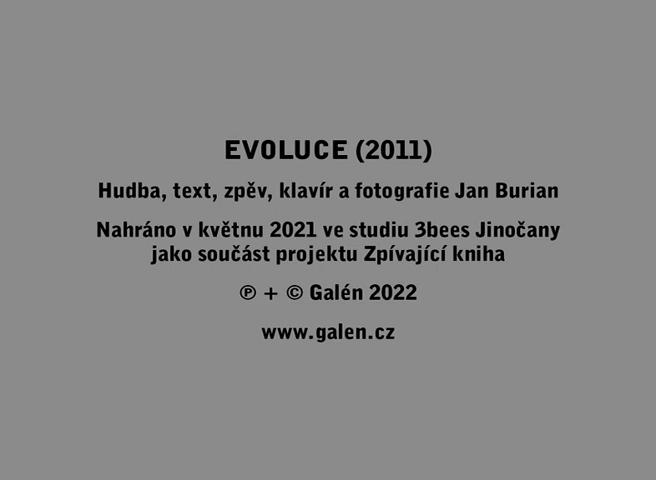 EVOLUCE (2011)
Hudba, text, zpěv, klavír a fotografie Jan Burian
Nahráno v květnu 2021 ve studiu 3bees Jinočany
jako součást projektu Zpívající kniha
℗ + © Galén 2022
www.galen.cz